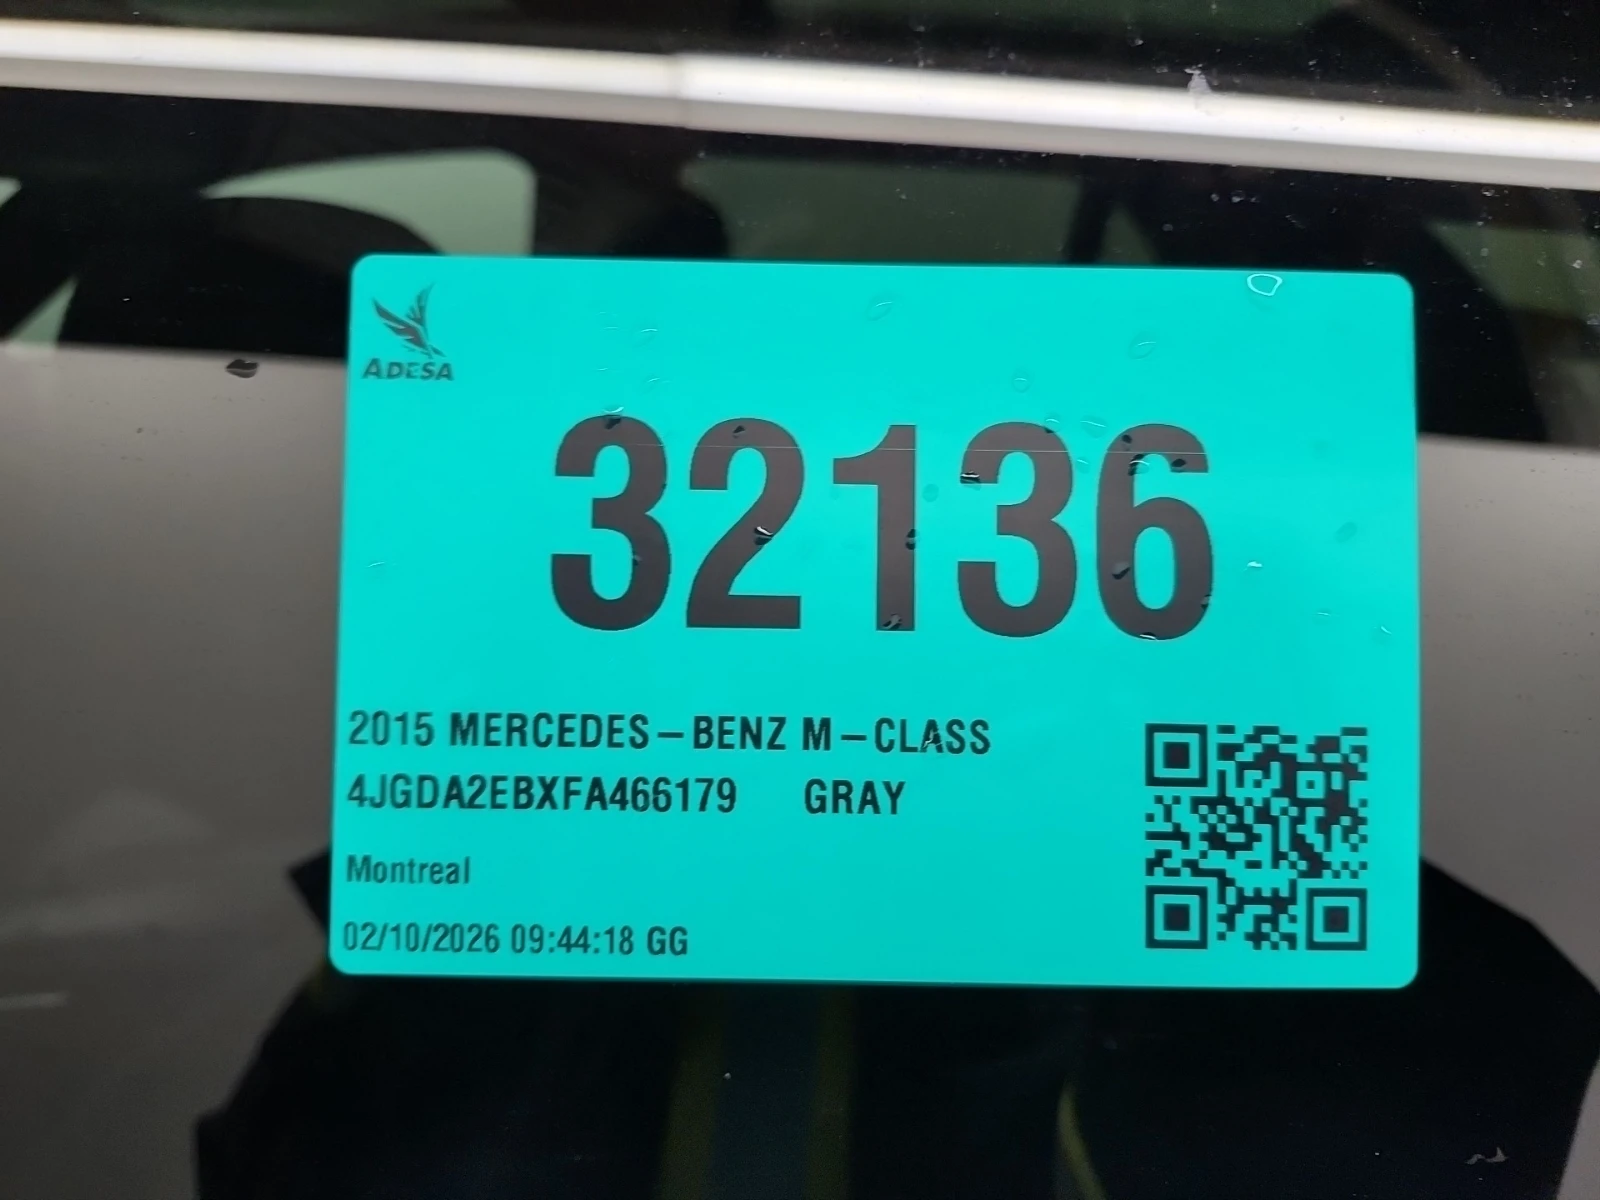 ADESA
32136
2015 MERCEDES-BENZ M-CLASS
4JGDA2EBXFA466179 GRAY
Montreal
02/10/2026 09:44:18 GG